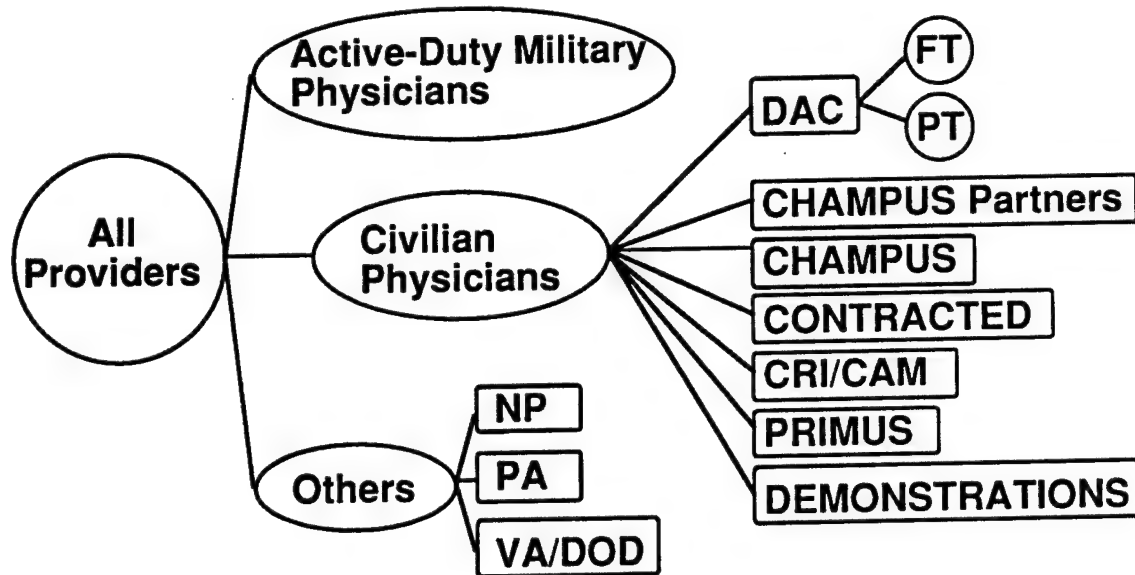 Active-Duty Military
Physicians
All
Providers
Civilian
Physicians
Others
NP
PA
VA/DOD
DAC
FT
PT
CHAMPUS Partners
CHAMPUS
CONTRACTED
CRI/CAM
PRIMUS
DEMONSTRATIONS